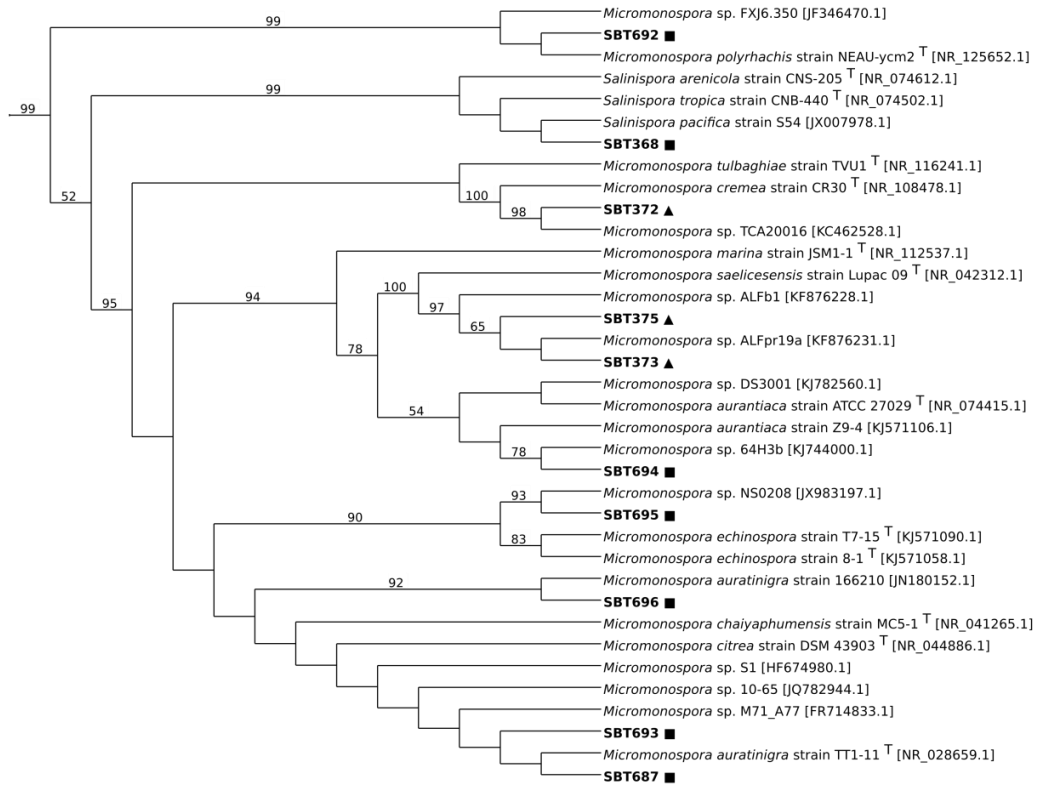 Micromonospora sp. FXJ6.350 [JF346470.1]
99
SBT692 ■
Micromonospora polyrhachis strain NEAU-ycm2 T [NR_125652.1]
Salinispora arenicola strain CNS-205 T [NR_074612.1]
99
Salinispora tropica strain CNB-440 T [NR_074502.1]
99
Salinispora pacifica strain S54 [JX007978.1]
SBT368 ■
Micromonospora tulbaghiae strain TVU1 T [NR_116241.1]
Micromonospora cremea strain CR30 T [NR_108478.1]
52
100
SBT372 ▲
98
Micromonospora sp. TCA20016 [KC462528.1]
Micromonospora marina strain JSM1-1 T [NR_112537.1]
Micromonospora saelicesensis strain Lupac 09 T [NR_042312.1]
100
Micromonospora sp. ALFb1 [KF876228.1]
95
94
97
SBT375 ▲
65
Micromonospora sp. ALFpr19a [KF876231.1]
78
SBT373 ▲
Micromonospora sp. DS3001 [KJ782560.1]
Micromonospora aurantiaca strain ATCC 27029 T [NR_074415.1]
54
Micromonospora aurantiaca strain Z9-4 [KJ571106.1]
Micromonospora sp. 64H3b [KJ744000.1]
78
SBT694 ■
Micromonospora sp. NS0208 [JX983197.1]
93
SBT695 ■
90
Micromonospora echinospora strain T7-15 T [KJ571090.1]
83
Micromonospora echinospora strain 8-1 T [KJ571058.1]
Micromonospora auratinigra strain 166210 [JN180152.1]
92
SBT696 ■
Micromonospora chaiyaphumensis strain MC5-1 T [NR_041265.1]
Micromonospora citrea strain DSM 43903 T [NR_044886.1]
Micromonospora sp. S1 [HF674980.1]
Micromonospora sp. 10-65 [JQ782944.1]
Micromonospora sp. M71_A77 [FR714833.1]
SBT693 ■
Micromonospora auratinigra strain TT1-11 T [NR_028659.1]
SBT687 ■